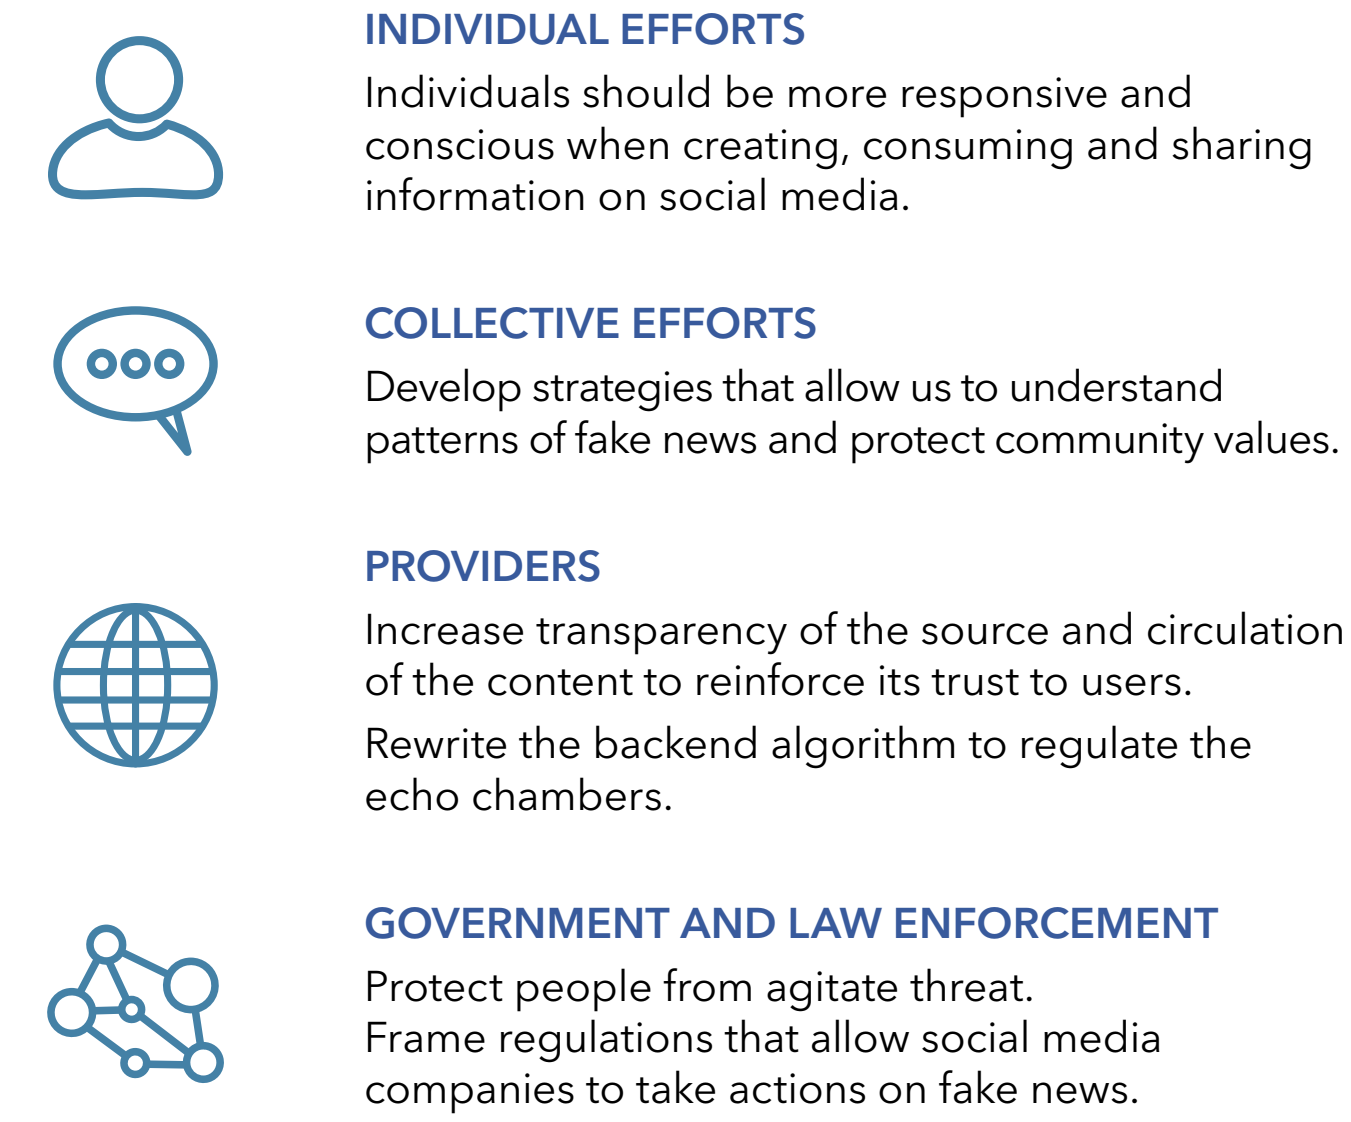 INDIVIDUAL EFFORTS
Individuals should be more responsive and
conscious when creating, consuming and sharing
information on social media.
COLLECTIVE EFFORTS
Develop strategies that allow us to understand
patterns of fake news and protect community values.
PROVIDERS
Increase transparency of the source and circulation
of the content to reinforce its trust to users.
Rewrite the backend algorithm to regulate the
echo chambers.
GOVERNMENT AND LAW ENFORCEMENT
Protect people from agitate threat.
Frame regulations that allow social media
companies to take actions on fake news.